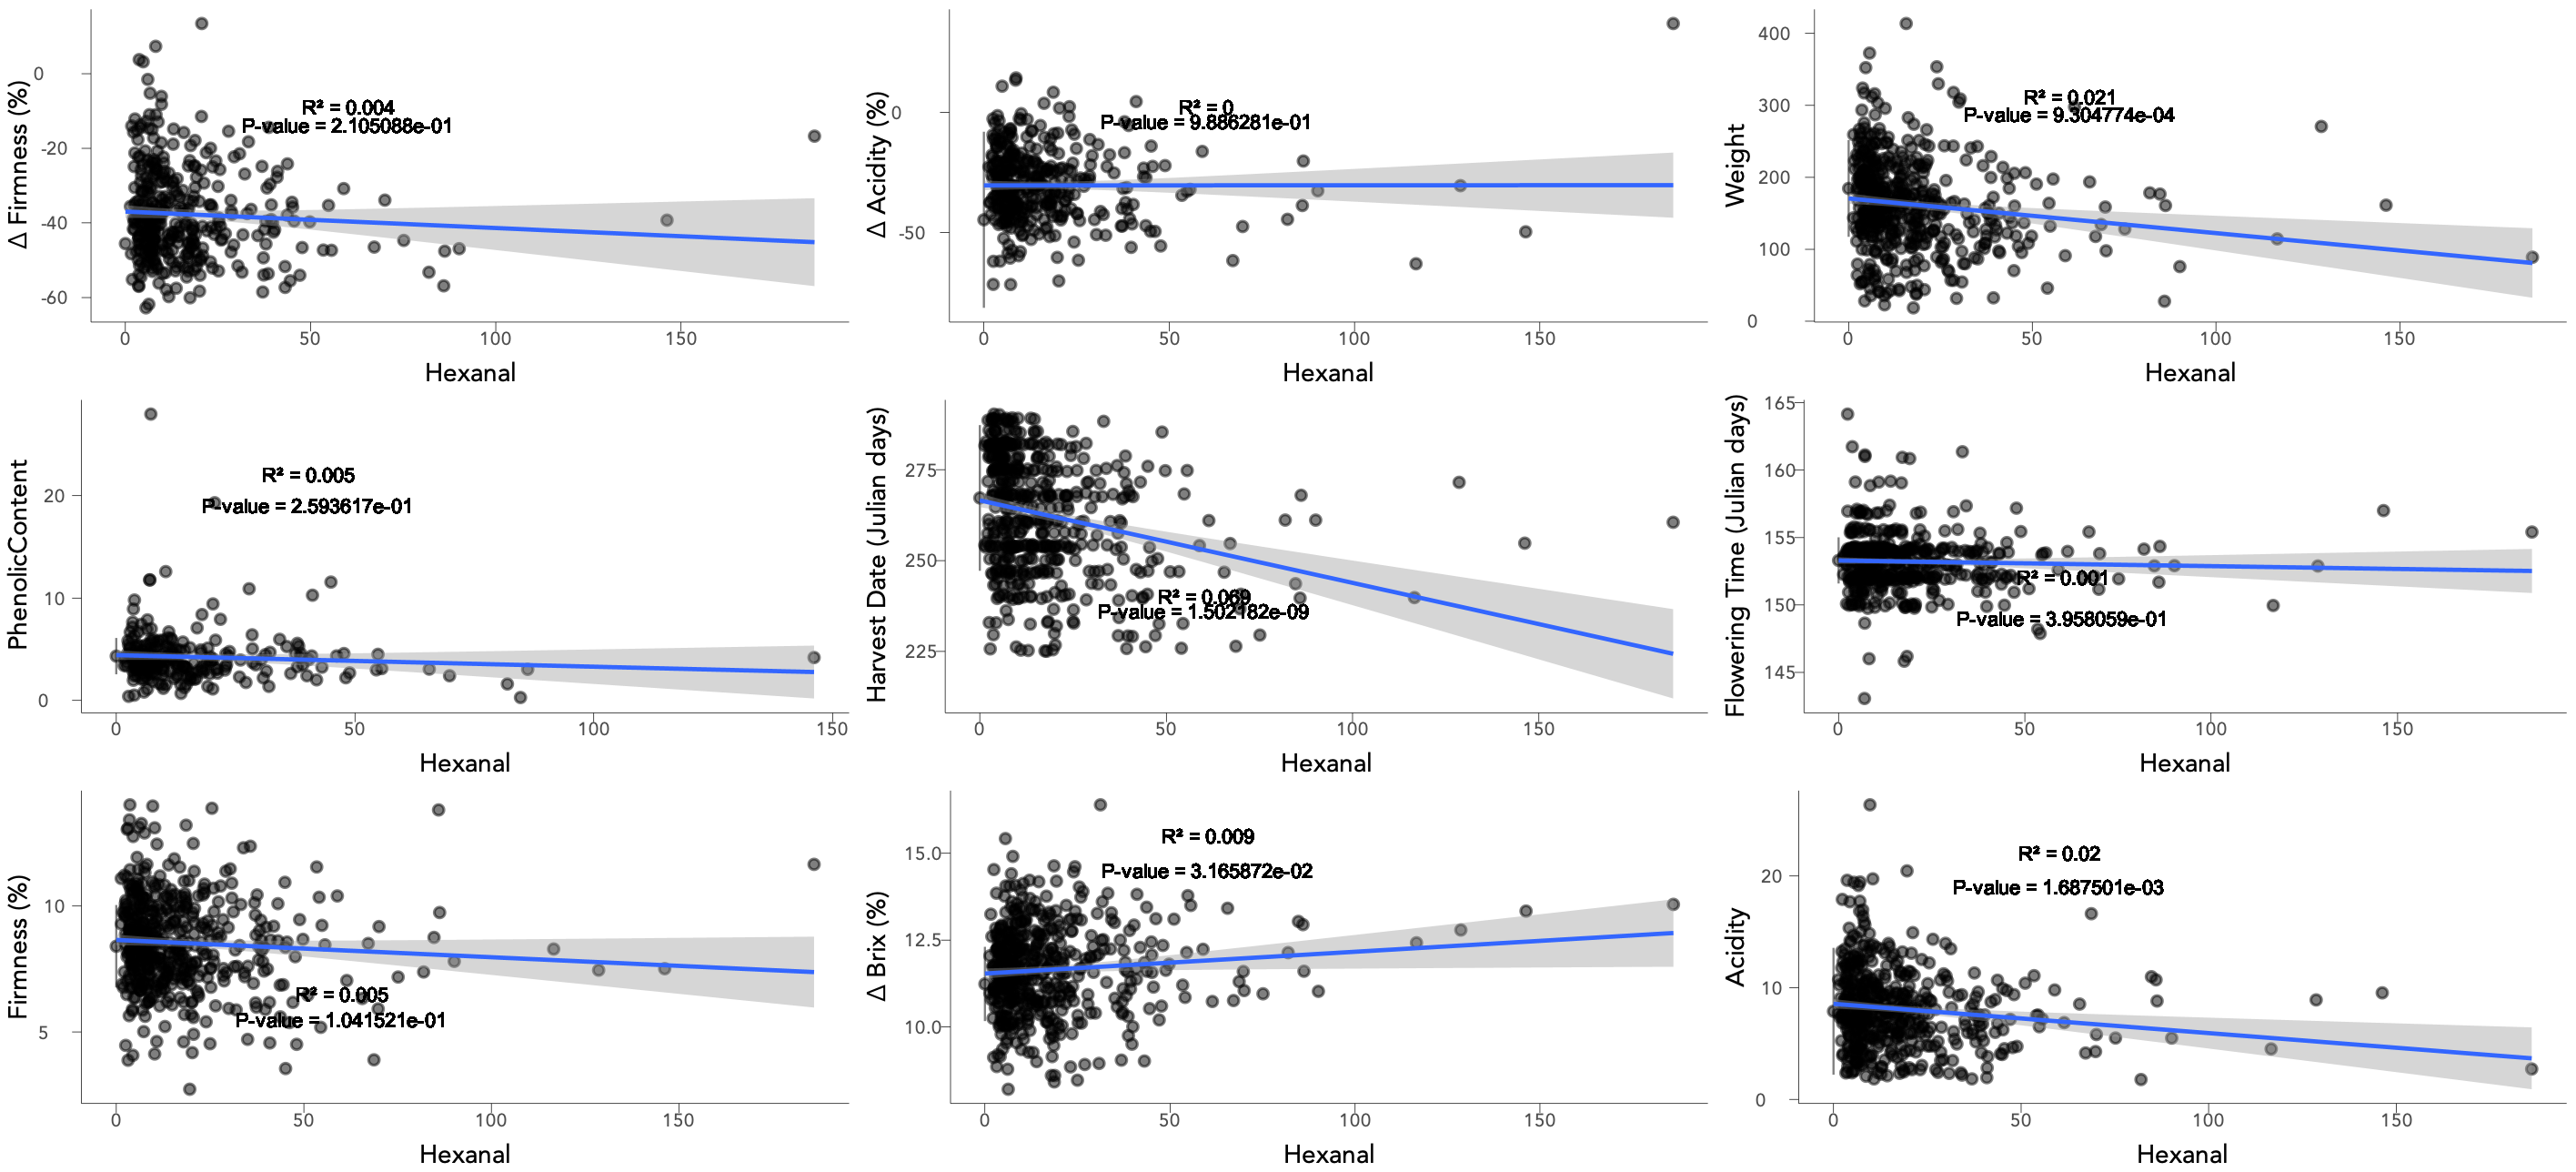 Δ Firmness (%)
0
-20
-40
-60
R² = 0.004
P-value = 2.105088e-01
0 50 100 150
Hexanal
Δ Acidity (%)
0
-50
R² = 0
P-value = 9.886281e-01
0 50 100 150
Hexanal
Weight
400
300
200
100
0
R² = 0.021
P-value = 9.304774e-04
0 50 100 150
Hexanal
PhenolicContent
20
10
0
R² = 0.005
P-value = 2.593617e-01
0 50 100 150
Hexanal
Harvest Date (Julian days)
275
250
225
R² = 0.069
P-value = 1.502182e-09
0 50 100 150
Hexanal
Flowering Time (Julian days)
165
160
155
150
145
R² = 0.001
P-value = 3.958059e-01
0 50 100 150
Hexanal
Firmness (%)
10
5
R² = 0.005
P-value = 1.041521e-01
0 50 100 150
Hexanal
Δ Brix (%)
15.0
12.5
10.0
R² = 0.009
P-value = 3.165872e-02
0 50 100 150
Hexanal
Acidity
20
10
0
R² = 0.02
P-value = 1.687501e-03
0 50 100 150
Hexanal